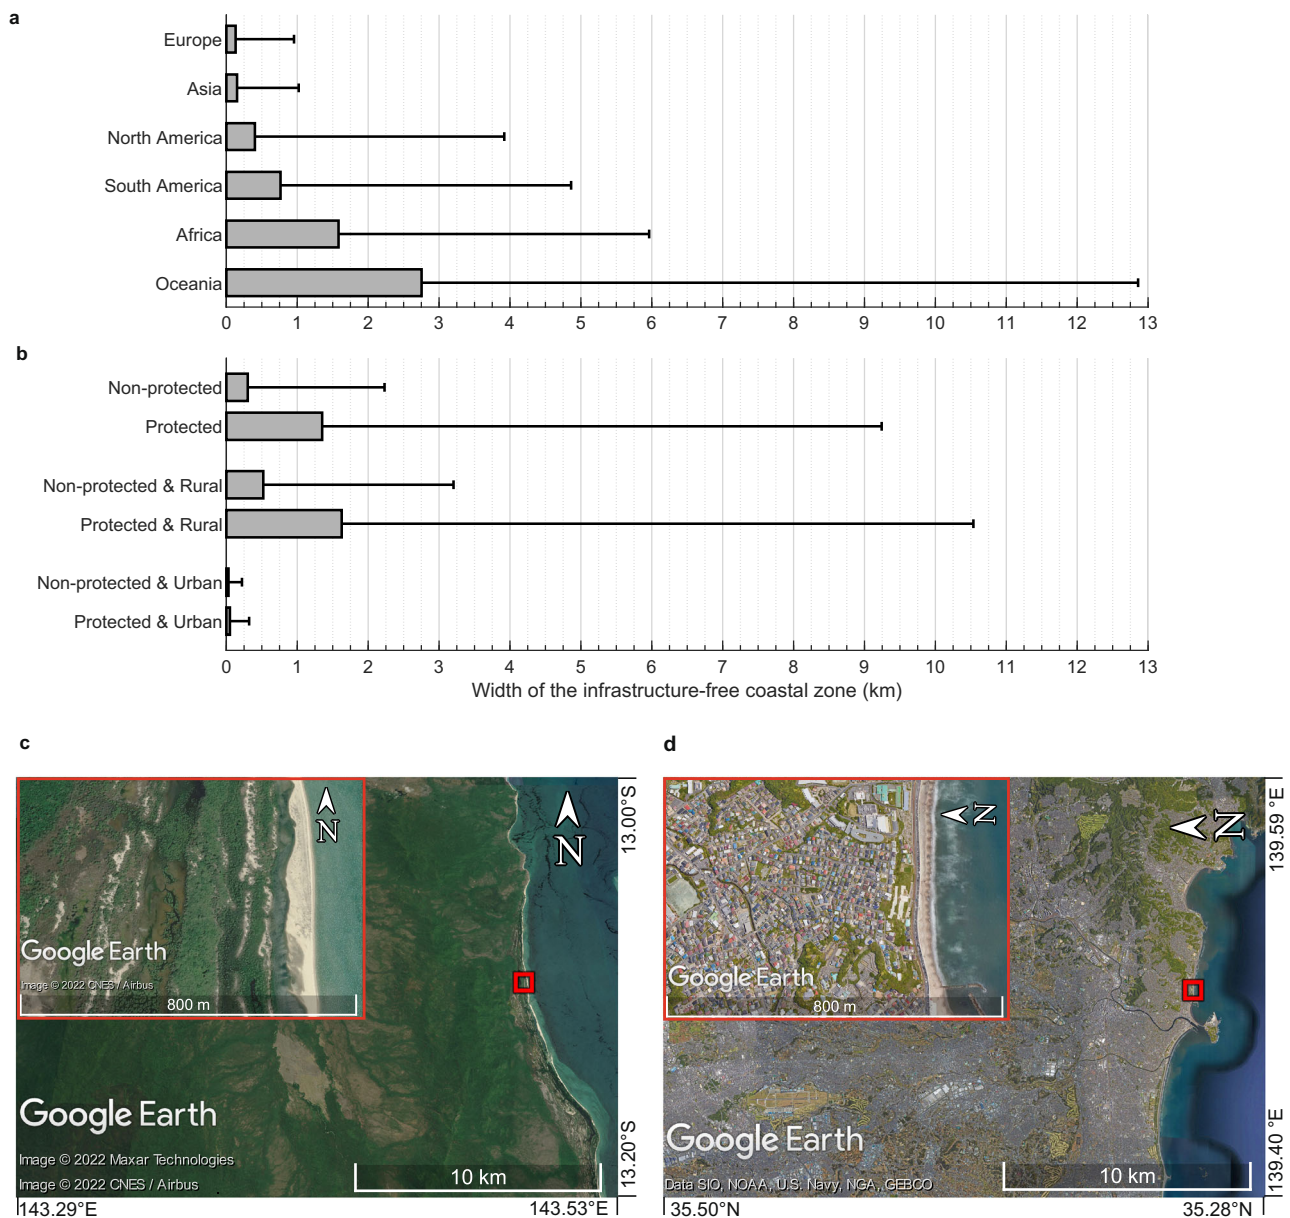 a
Europe
Asia
North America
South America
Africa
Oceania
0 1 2 3 4 5 6 7 8 9 10 11 12 13
b
Non-protected
Protected
Non-protected & Rural
Protected & Rural
Non-protected & Urban
Protected & Urban
0 1 2 3 4 5 6 7 8 9 10 11 12 13
Width of the infrastructure-free coastal zone (km)
c
N
Google Earth
Image © 2022 CNES / Airbus
800 m
N
13.00°S
Google Earth
Image © 2022 Maxar Technologies
Image © 2022 CNES / Airbus
10 km
13.20°S
143.29°E 143.53°E
d
N
Google Earth
800 m
N
139.59 °E
Google Earth
Data SIO, NOAA, U.S. Navy, NGA, GEBCO
10 km
139.40 °E
35.50°N 35.28°N